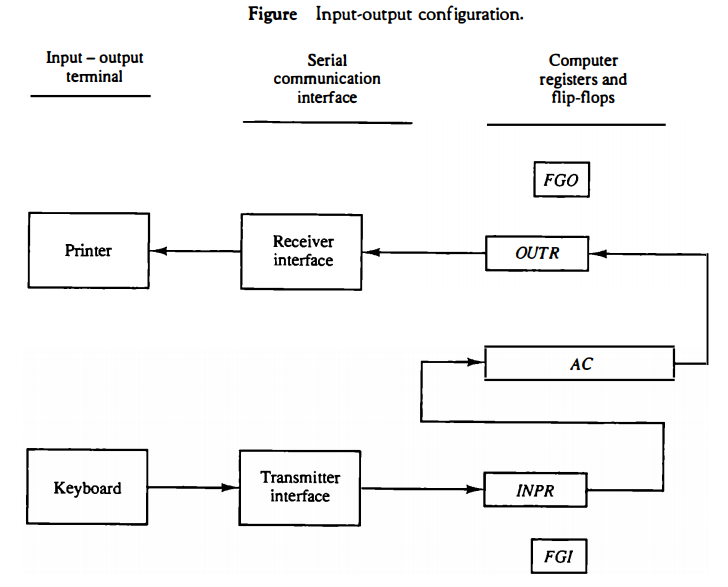 Figure Input-output configuration.
Input – output
terminal
Serial
communication
interface
Computer
registers and
flip-flops
FGO
Printer
Receiver
interface
OUTR
AC
Keyboard
Transmitter
interface
INPR
FGI